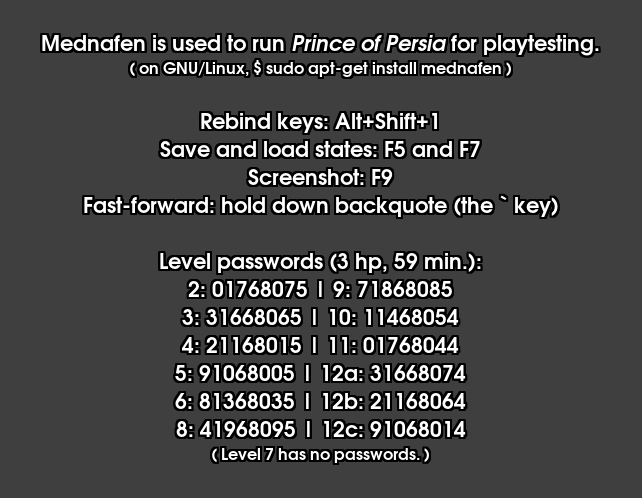 Mednafen is used to run Prince of Persia for playtesting.
( on GNU/Linux, $ sudo apt-get install mednafen )
Rebind keys: Alt+Shift+1
Save and load states: F5 and F7
Screenshot: F9
Fast-forward: hold down backquote (the ` key)
Level passwords (3 hp, 59 min.):
2: 01768075 | 9: 71868085
3: 31668065 | 10: 11468054
4: 21168015 | 11: 01768044
5: 91068005 | 12a: 31668074
6: 81368035 | 12b: 21168064
8: 41968095 | 12c: 91068014
( Level 7 has no passwords. )